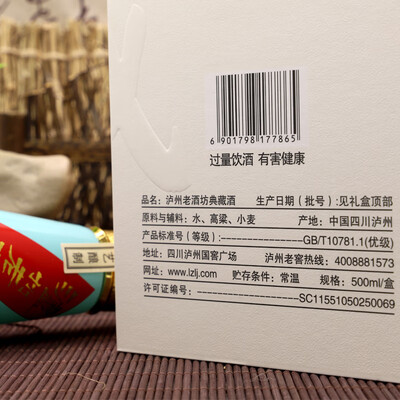 6 901798 177865
过量饮酒 有害健康
品名：泸州老酒坊典藏酒 生产日期（批号）：见礼盒顶部
原料与辅料：水、高粱、小麦 产地：中国四川泸州
产品标准号（等级）：GB/T10781.1(优级)
地址：四川泸州国窖广场 泸州老窖热线：4008881573
网址：www.lzlj.com 贮存条件：常温 规格：500ml/盒
许可证编号：SC11551050250069
艺酿制